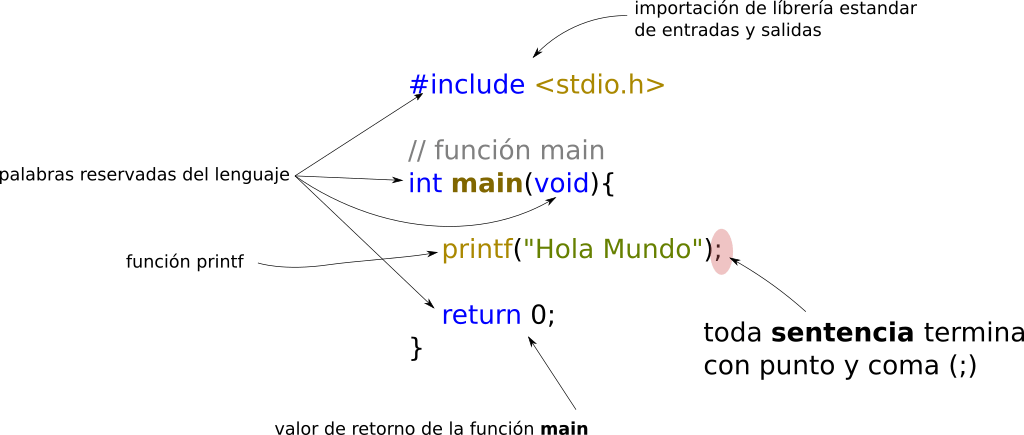 importación de líbrería estandar
de entradas y salidas
#include <stdio.h>
// función main
palabras reservadas del lenguaje
int main(void){
printf("Hola Mundo");
función printf
return 0;
toda sentencia termina
con punto y coma (;)
}
valor de retorno de la función main